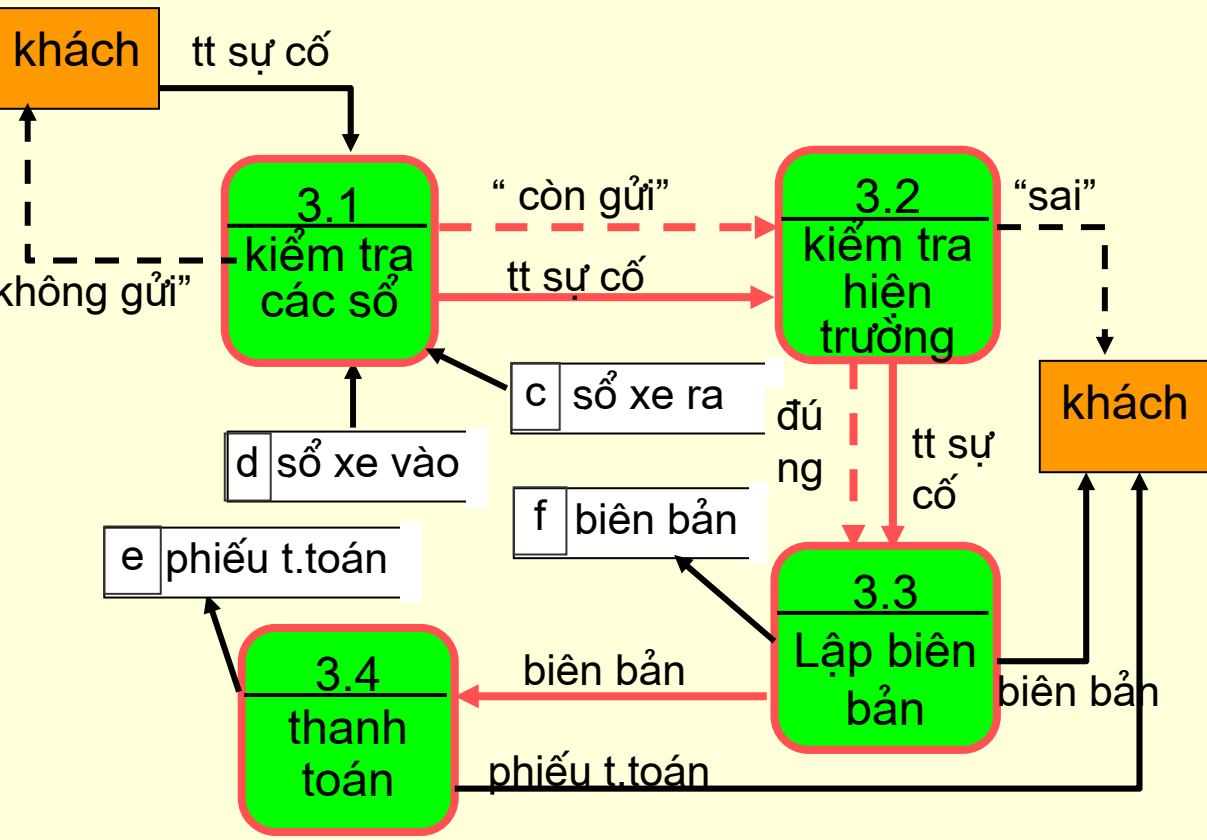 khách
tt sự cố
3.1
kiểm tra
các sổ
“ còn gửi”
tt sự cố
3.2
kiểm tra
hiện
trường
“sai”
không gửi”
khách
c sổ xe ra
d sổ xe vào
đú
ng
tt sự
cố
f biên bản
e phiếu t.toán
3.3
Lập biên
bản
biên bản
biên bản
3.4
thanh
toán
phiếu t.toán